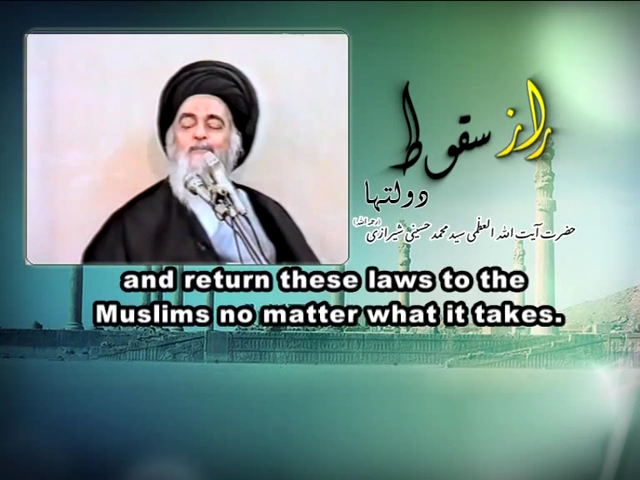 راز سقوط
دولتها
حضرت آیت الله العظمی سید محمد حسینی شیرازی
and return these laws to the
Muslims no matter what it takes.